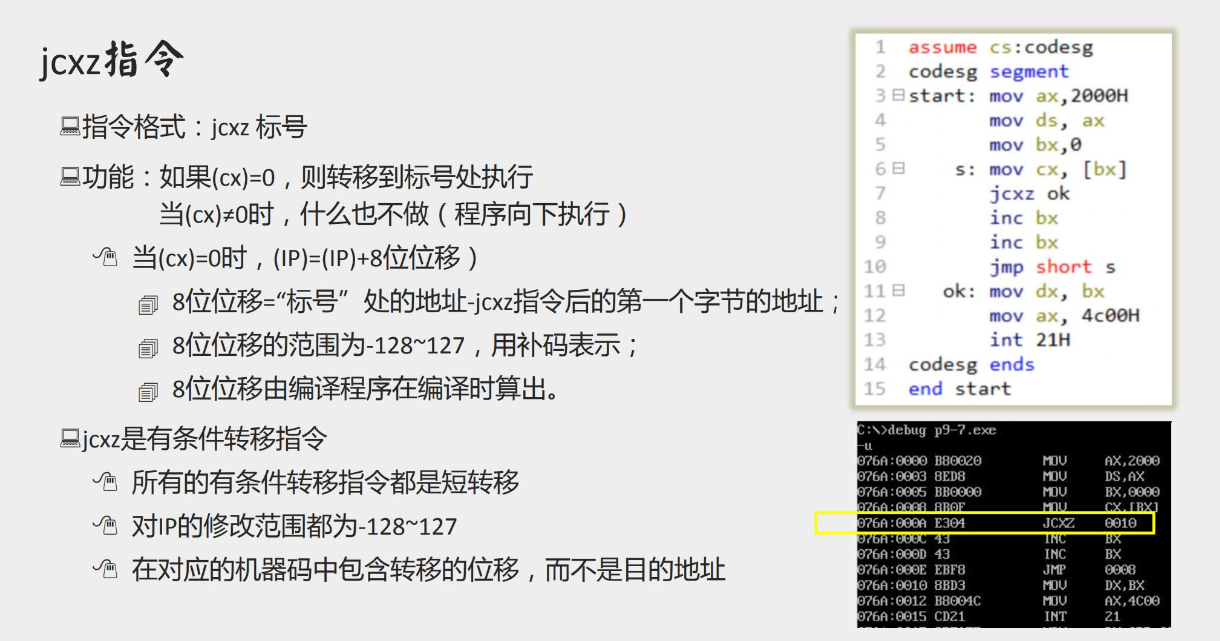 jcxz指令
指令格式：jcxz 标号
功能：如果(cx)=0，则转移到标号处执行
当(cx)≠0时，什么也不做（程序向下执行）
当(cx)=0时，(IP)=(IP)+8位位移）
8位位移=“标号”处的地址-jcxz指令后的第一个字节的地址；
8位位移的范围为-128~127，用补码表示；
8位位移由编译程序在编译时算出。
jcxz是有条件转移指令
所有的有条件转移指令都是短转移
对IP的修改范围都为-128~127
在对应的机器码中包含转移的位移，而不是目的地址
1 assume cs:codesg
2 codesg segment
3 start: mov ax,2000H
4 mov ds, ax
5 mov bx,0
6 s: mov cx, [bx]
7 jcxz ok
8 inc bx
9 inc bx
10 jmp short s
11 ok: mov dx, bx
12 mov ax, 4c00H
13 int 21H
14 codesg ends
15 end start
C:\>debug p9-7.exe
-u
076A:0000 B80020 MOV AX,2000
076A:0003 8ED8 MOV DS,AX
076A:0005 BB0000 MOV BX,0000
076A:0008 8B0F MOV CX,[BX]
076A:000A E304 JCXZ 0010
076A:000C 43 INC BX
076A:000D 43 INC BX
076A:000E EBF8 JMP 0008
076A:0010 8BD3 MOV DX,BX
076A:0012 B8004C MOV AX,4C00
076A:0015 CD21 INT 21